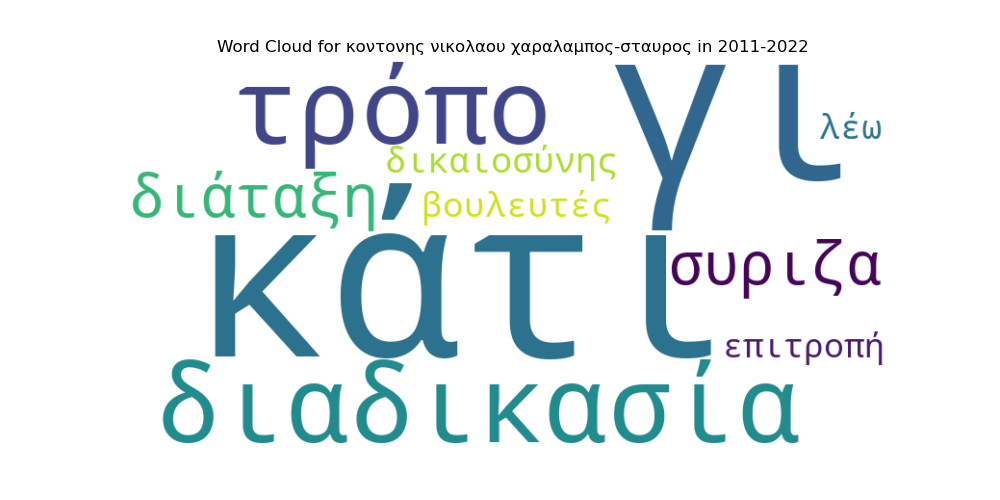 Word Cloud for κοντονης νικολαου χαραλαμπος-σταυρος in 2011-2022
τρόπο
γι
λέω
δικαιοσύνης
διάταξη
βουλευτές
κάτι
συριζα
επιτροπή
διαδικασία